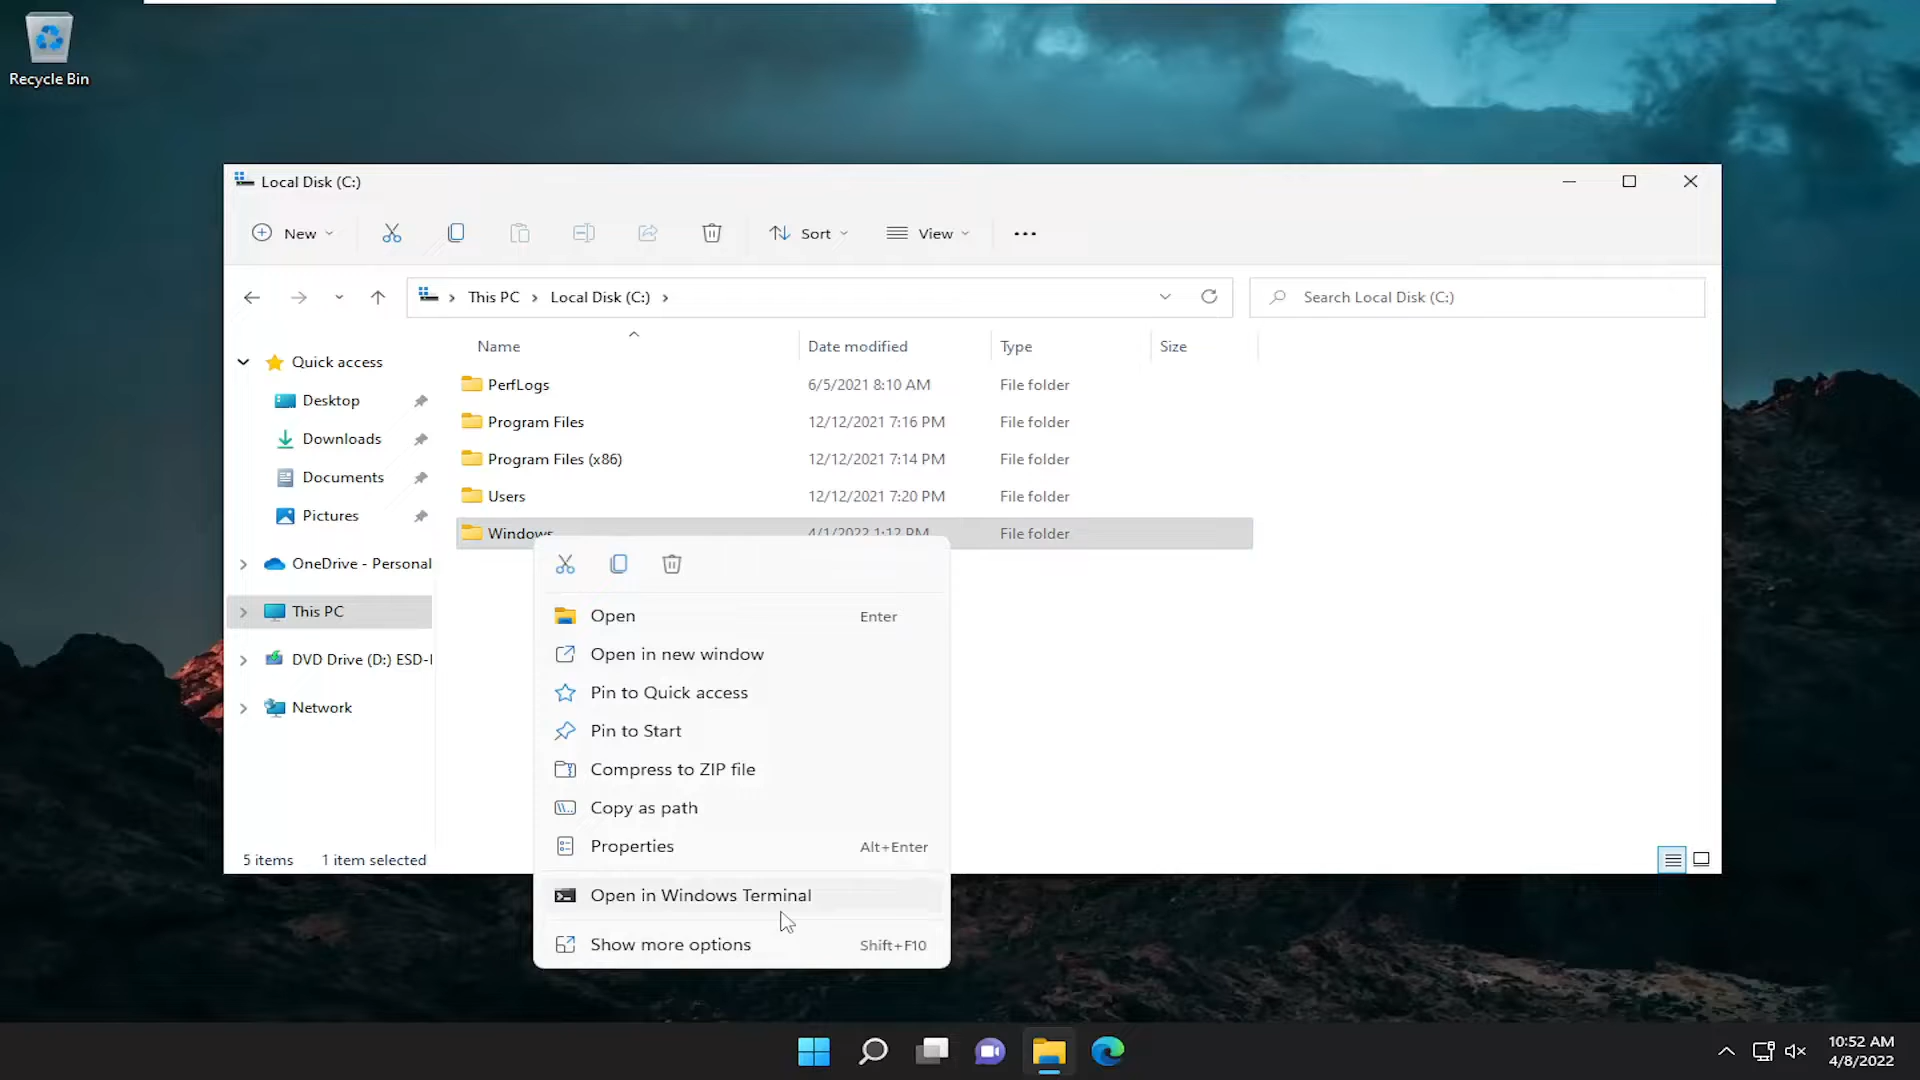 Recycle Bin
Local Disk (C:)
New
Sort
View
This PC
Local Disk (C:)
Search Local Disk (C:)
Name
Date modified
Type
Size
Quick access
Desktop
Downloads
Documents
Pictures
OneDrive - Personal
This PC
DVD Drive (D:) ESD-I
Network
PerfLogs 6/5/2021 8:10 AM File folder
Program Files 12/12/2021 7:16 PM File folder
Program Files (x86) 12/12/2021 7:14 PM File folder
Users 12/12/2021 7:20 PM File folder
Windows 4/1/2022 1:12 PM File folder
Open Enter
Open in new window
Pin to Quick access
Pin to Start
Compress to ZIP file
Copy as path
Properties Alt+Enter
Open in Windows Terminal
Show more options Shift+F10
5 items 1 item selected
10:52 AM
4/8/2022